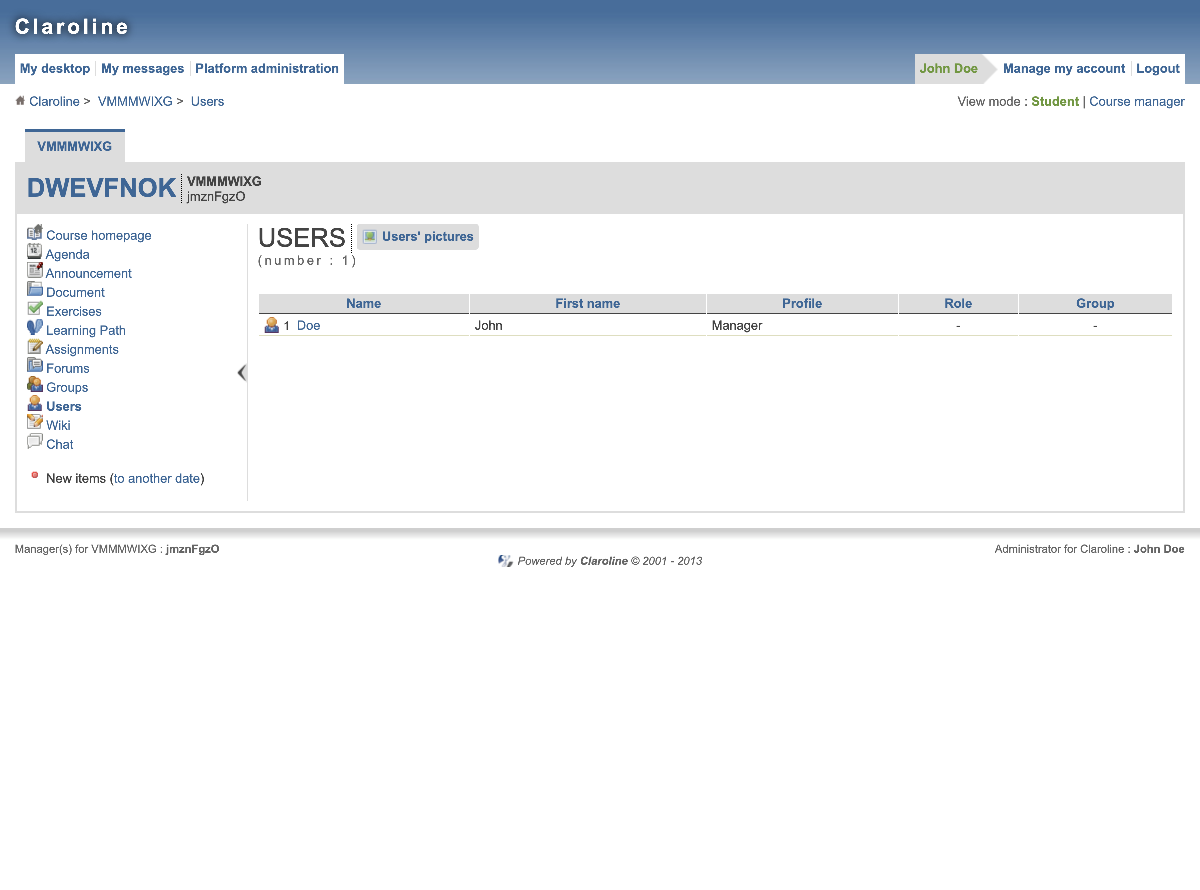 Claroline
My desktop My messages Platform administration
John Doe Manage my account Logout
Claroline > VMMMWIXG > Users
View mode : Student | Course manager
VMMMWIXG
DWEVFNOK
VMMMWIXG
jmznFgzO
Course homepage
Agenda
Announcement
Document
Exercises
Learning Path
Assignments
Forums
Groups
Users
Wiki
Chat
New items (to another date)
USERS
Users' pictures
(number : 1)
Name First name Profile Role Group
1 Doe John Manager - -
Manager(s) for VMMMWIXG : jmznFgzO
Powered by Claroline © 2001 - 2013
Administrator for Claroline : John Doe